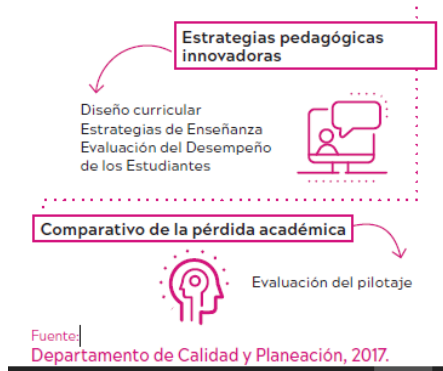 Estrategias pedagógicas
innovadoras
Diseño curricular
Estrategias de Enseñanza
Evaluación del Desempeño
de los Estudiantes
Comparativo de la pérdida académica
Evaluación del pilotaje
Fuente:
Departamento de Calidad y Planeación, 2017.